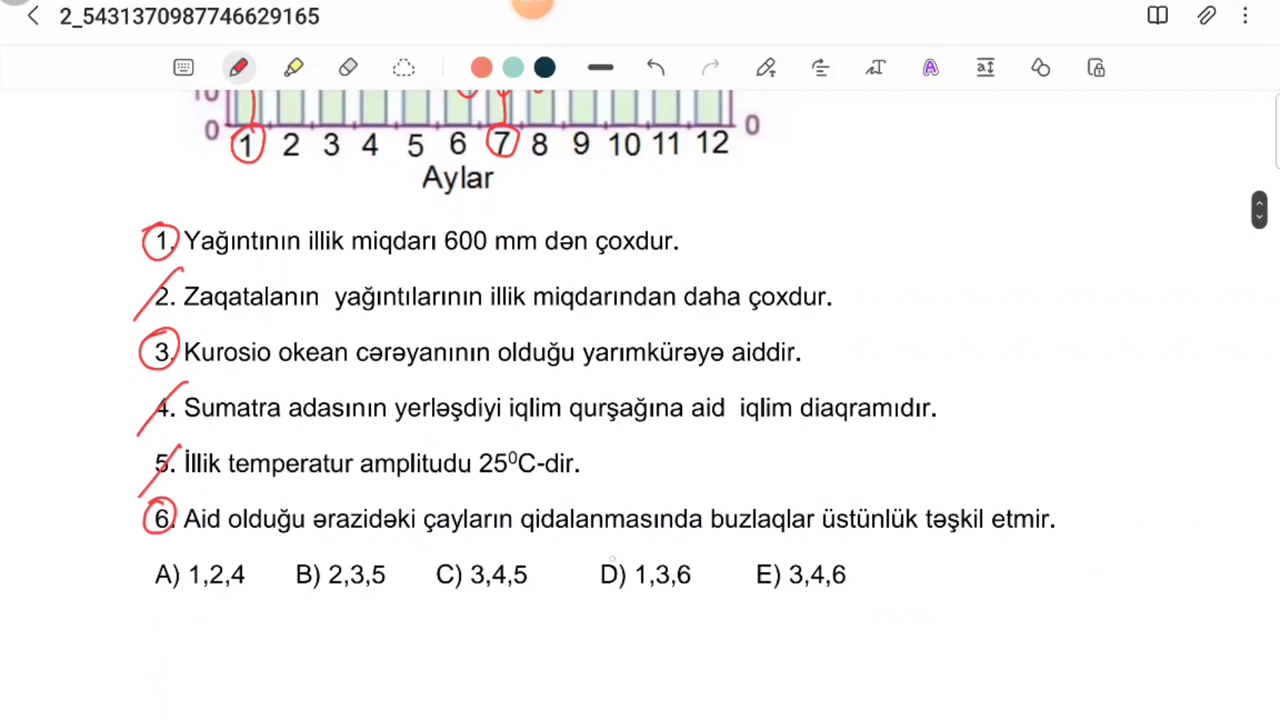 2_5431370987746629165
10
0 1 2 3 4 5 6 7 8 9 10 11 12 0
Aylar
1. Yağıntının illik miqdarı 600 mm dən çoxdur.
2. Zaqatalanın yağıntılarının illik miqdarından daha çoxdur.
3. Kurosio okean cərəyanının olduğu yarımkürəyə aiddir.
4. Sumatra adasının yerləşdiyi iqlim qurşağına aid iqlim diaqramıdır.
5. İllik temperatur amplitudu 25⁰C-dir.
6. Aid olduğu ərazidəki çayların qidalanmasında buzlaqlar üstünlük təşkil etmir.
A) 1,2,4 B) 2,3,5 C) 3,4,5 D) 1,3,6 E) 3,4,6